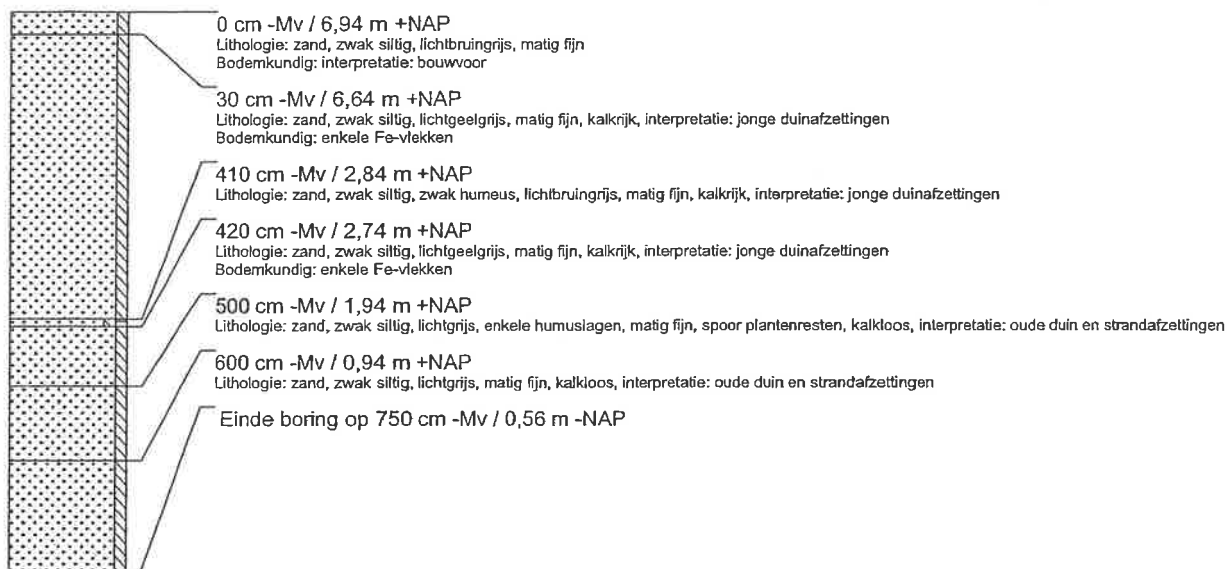 0 cm -Mv / 6,94 m +NAP
Lithologie: zand, zwak siltig, lichtbruingrijs, matig fijn
Bodemkundig: interpretatie: bouwvoor
30 cm -Mv / 6,64 m +NAP
Lithologie: zand, zwak siltig, lichtgeelgrijs, matig fijn, kalkrijk, interpretatie: jonge duinafzettingen
Bodemkundig: enkele Fe-vlekken
410 cm -Mv / 2,84 m +NAP
Lithologie: zand, zwak siltig, zwak humeus, lichtbruingrijs, matig fijn, kalkrijk, interpretatie: jonge duinafzettingen
420 cm -Mv / 2,74 m +NAP
Lithologie: zand, zwak siltig, lichtgeelgrijs, matig fijn, kalkrijk, interpretatie: jonge duinafzettingen
Bodemkundig: enkele Fe-vlekken
500 cm -Mv / 1,94 m +NAP
Lithologie: zand, zwak siltig, lichtgrijs, enkele humuslagen, matig fijn, spoor plantenresten, kalkloos, interpretatie: oude duin en strandafzettingen
600 cm -Mv / 0,94 m +NAP
Lithologie: zand, zwak siltig, lichtgrijs, matig fijn, kalkloos, interpretatie: oude duin en strandafzettingen
Einde boring op 750 cm -Mv / 0,56 m -NAP